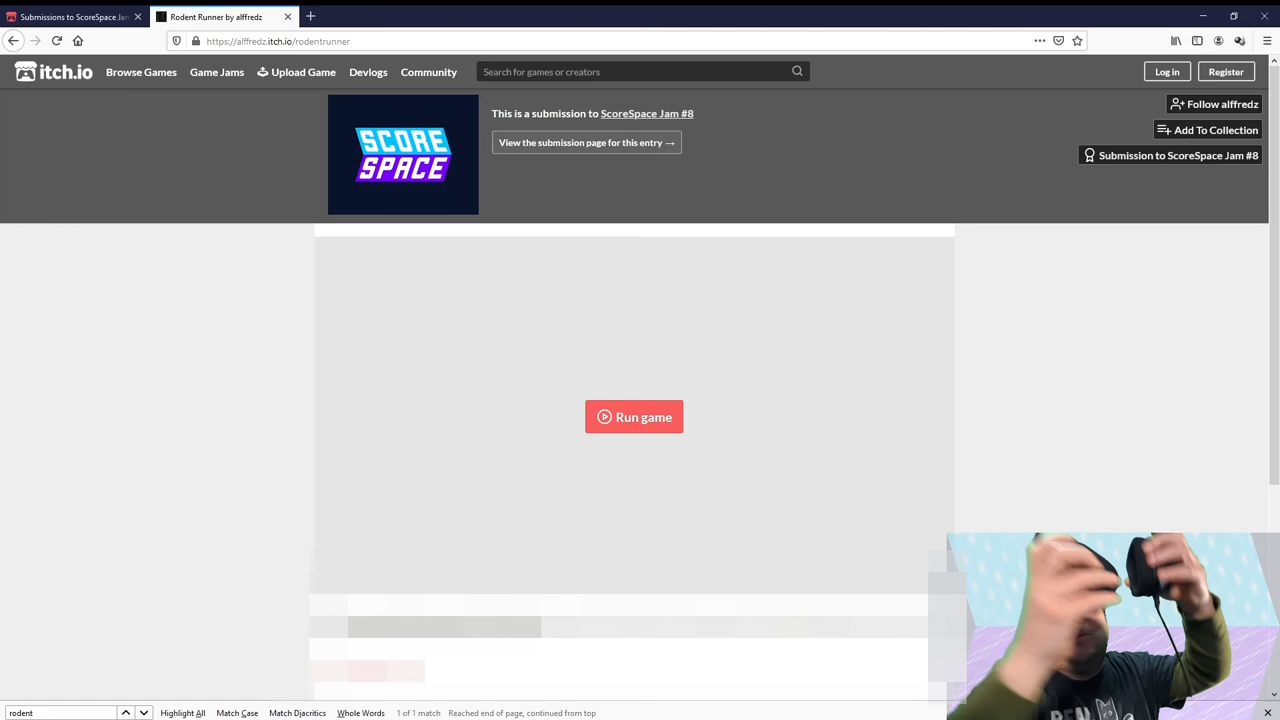 Submissions to ScoreSpace Jam
Rodent Runner by alffredz
https://alffredz.itch.io/rodentrunner
itch.io
Browse Games
Game Jams
Upload Game
Devlogs
Community
Search for games or creators
Log in
Register
SCORE
SPACE
This is a submission to ScoreSpace Jam #8
View the submission page for this entry →
Follow alffredz
Add To Collection
Submission to ScoreSpace Jam #8
Run game
rodent
Highlight All
Match Case
Match Diacritics
Whole Words
1 of 1 match
Reached end of page, continued from top